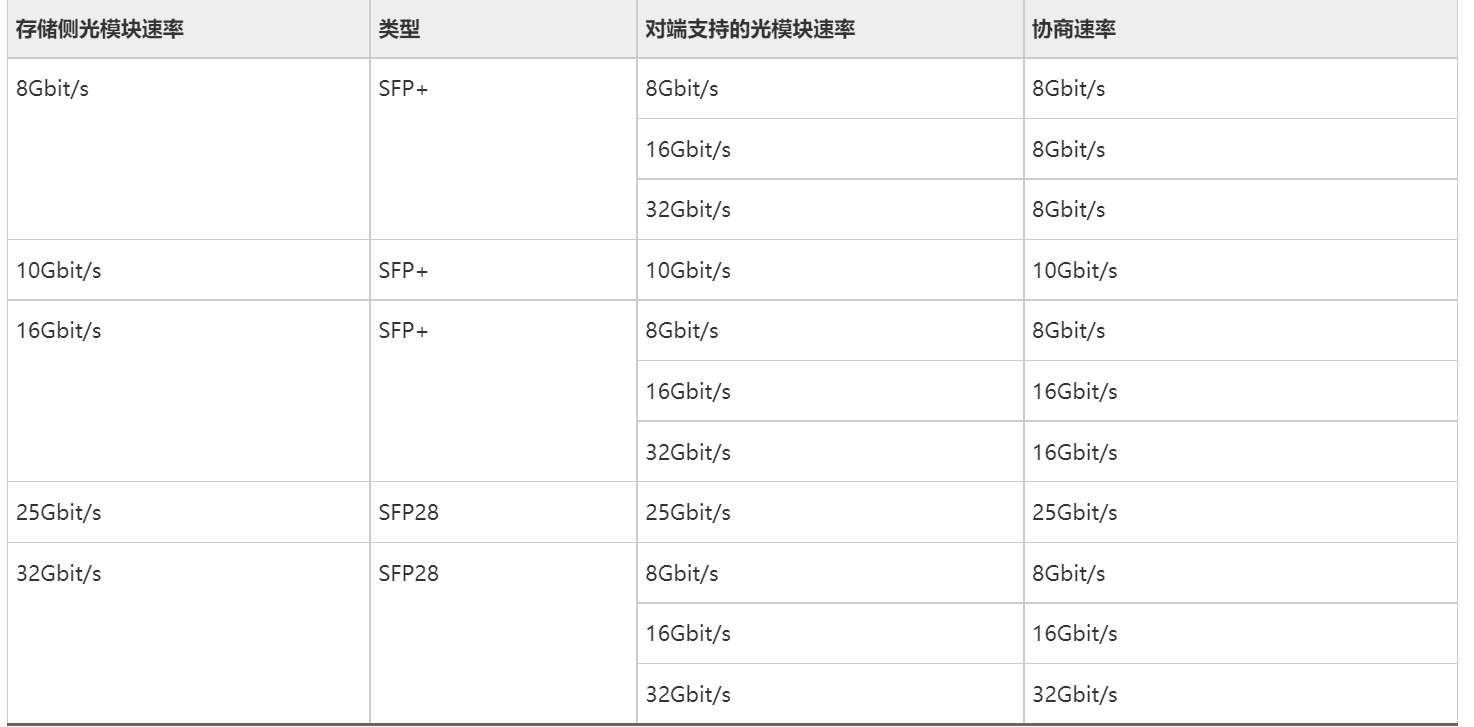 存储侧光模块速率 类型 对端支持的光模块速率 协商速率
8Gbit/s SFP+ 8Gbit/s 8Gbit/s
16Gbit/s 8Gbit/s
32Gbit/s 8Gbit/s
10Gbit/s SFP+ 10Gbit/s 10Gbit/s
16Gbit/s SFP+ 8Gbit/s 8Gbit/s
16Gbit/s 16Gbit/s
32Gbit/s 16Gbit/s
25Gbit/s SFP28 25Gbit/s 25Gbit/s
32Gbit/s SFP28 8Gbit/s 8Gbit/s
16Gbit/s 16Gbit/s
32Gbit/s 32Gbit/s